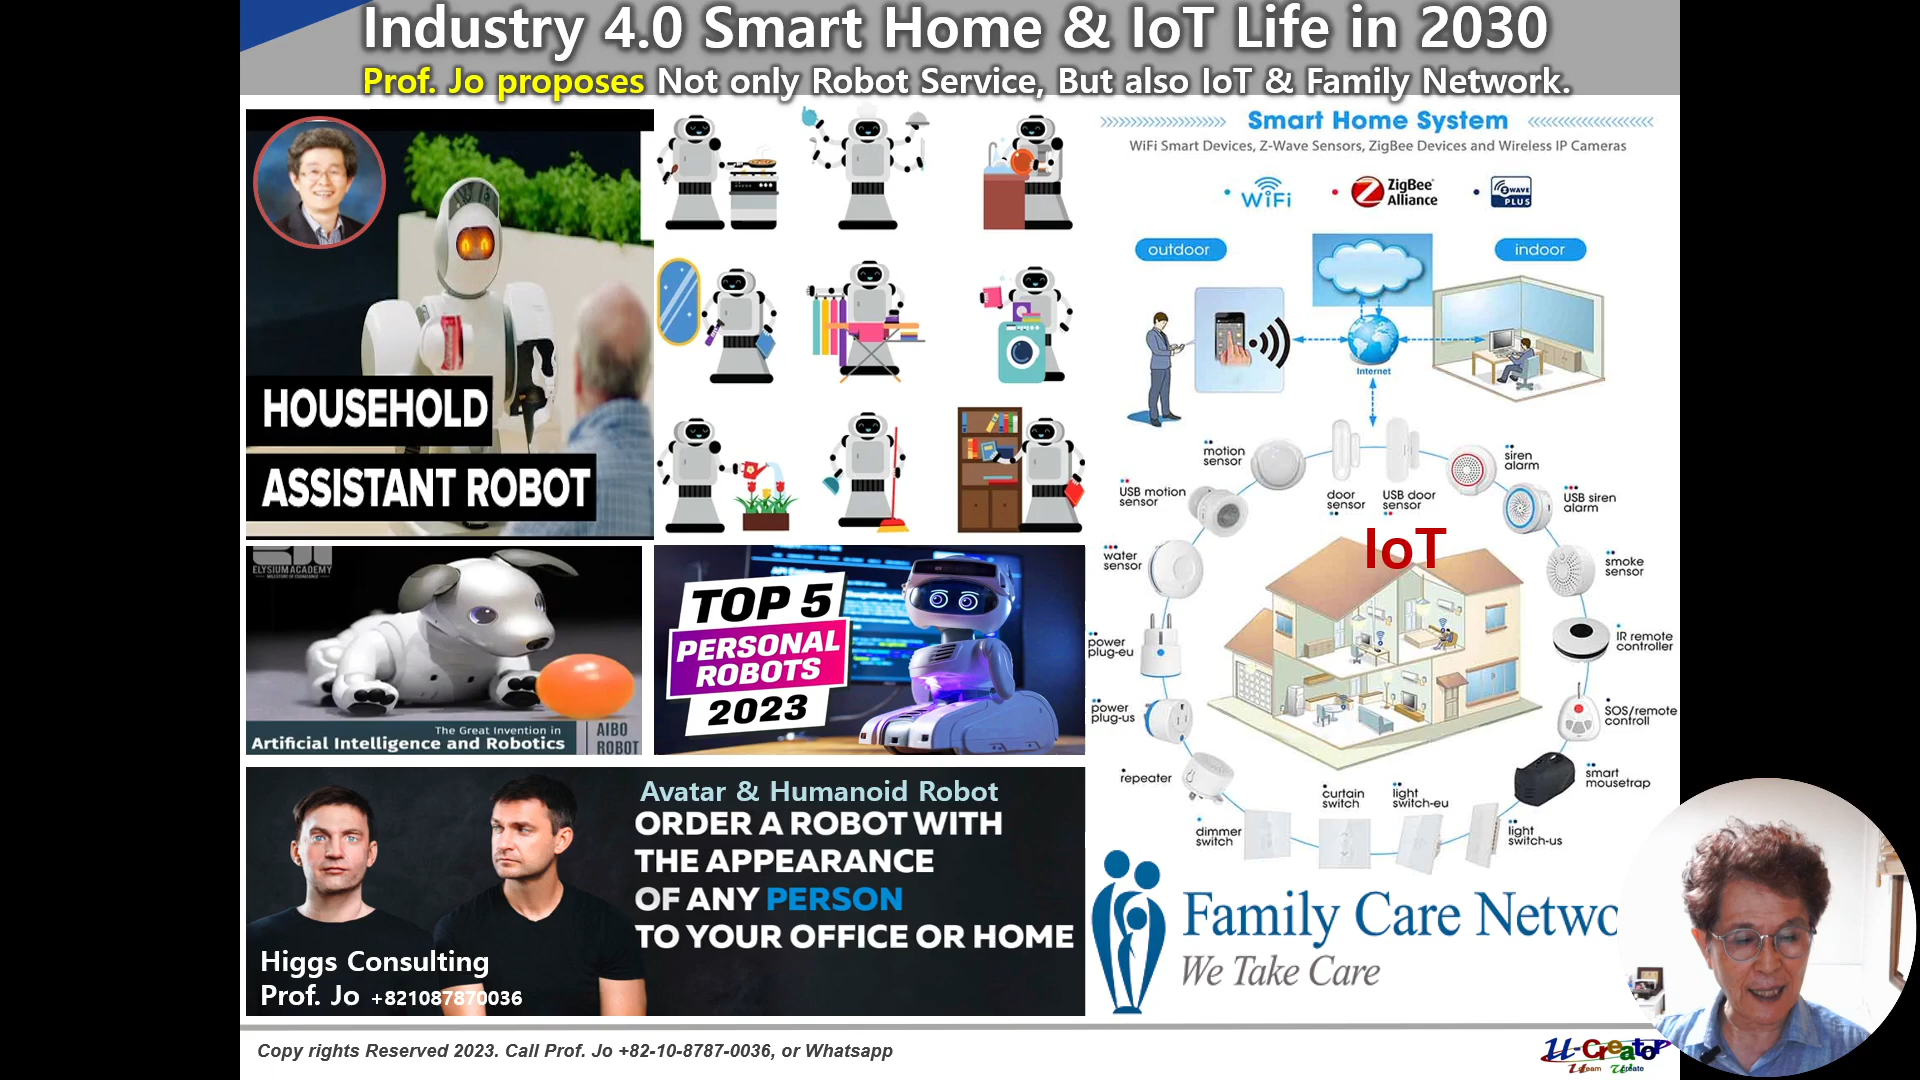 Industry 4.0 Smart Home & IoT Life in 2030
Prof. Jo proposes Not only Robot Service, But also IoT & Family Network.
HOUSEHOLD
ASSISTANT ROBOT
ELYSIUM ACADEMY
The Great Invention in
Artificial Intelligence and Robotics
AIBO
ROBOT
TOP 5
PERSONAL
ROBOTS
2023
Avatar & Humanoid Robot
ORDER A ROBOT WITH
THE APPEARANCE
OF ANY PERSON
TO YOUR OFFICE OR HOME
Higgs Consulting
Prof. Jo +821087870036
Smart Home System
WiFi Smart Devices, Z-Wave Sensors, ZigBee Devices and Wireless IP Cameras
WiFi
ZigBee
Alliance
Z WAVE
PLUS
outdoor
indoor
Internet
motion
sensor
door
sensor
USB door
sensor
siren
alarm
USB motion
sensor
USB siren
alarm
IoT
water
sensor
smoke
sensor
power
plug-eu
IR remote
controller
power
plug-us
SOS/remote
controll
repeater
smart
mousetrap
curtain
switch
light
switch-eu
dimmer
switch
light
switch-us
Family Care Netwo
We Take Care
Copy rights Reserved 2023. Call Prof. Jo +82-10-8787-0036, or Whatsapp
U-Creator